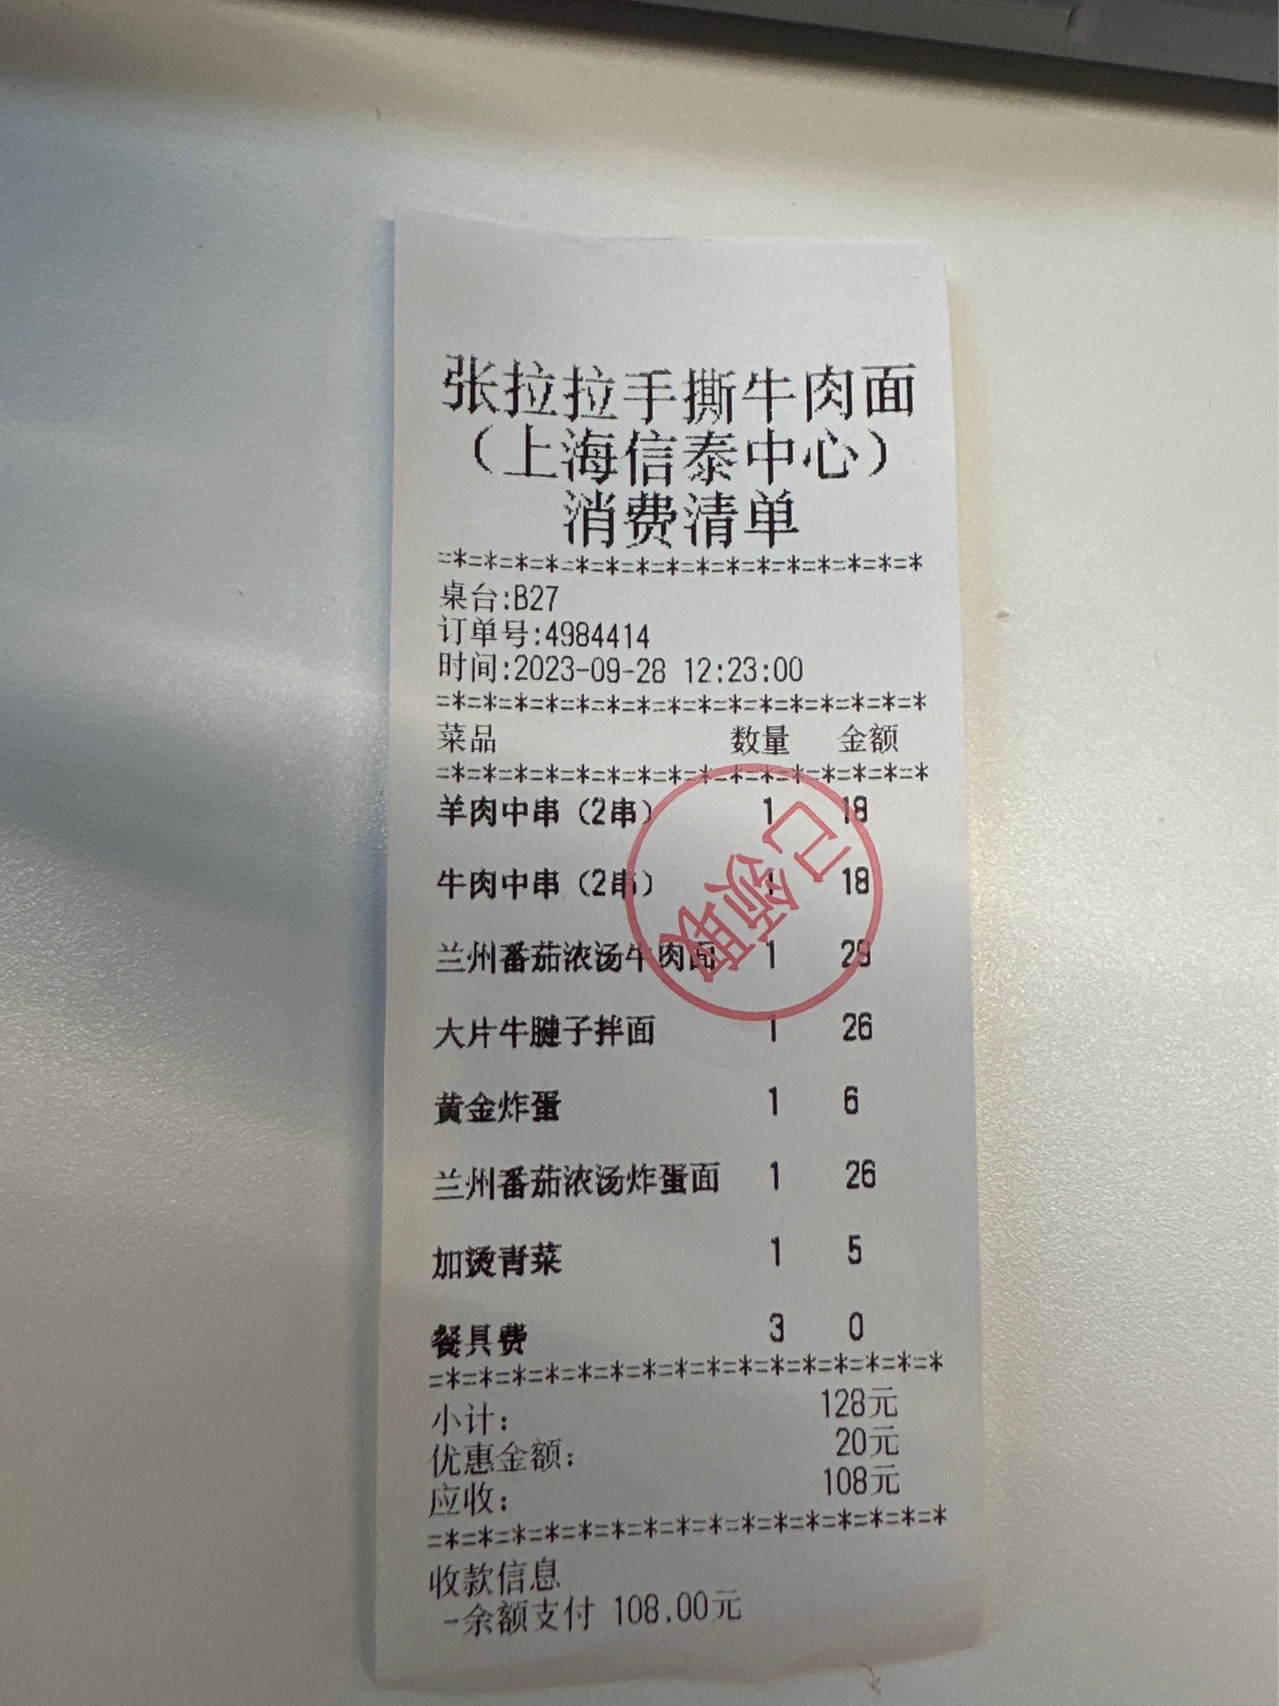 张拉拉手撕牛肉面
（上海信泰中心）
消费清单
=*=*=*=*=*=*=*=*=*=*=*=*=*=*=*=*
桌台:B27
订单号:4984414
时间:2023-09-28 12:23:00
=*=*=*=*=*=*=*=*=*=*=*=*=*=*=*=*
菜品 数量 金额
=*=*=*=*=*=*=*=*=*=*=*=*=*=*=*=*
羊肉中串（2串） 1 18
牛肉中串（2串） 1 18
已领取
兰州番茄浓汤牛肉面 1 29
大片牛腱子拌面 1 26
黄金炸蛋 1 6
兰州番茄浓汤炸蛋面 1 26
加烫青菜 1 5
餐具费 3 0
=*=*=*=*=*=*=*=*=*=*=*=*=*=*=*=*
小计: 128元
优惠金额: 20元
应收: 108元
=*=*=*=*=*=*=*=*=*=*=*=*=*=*=*=*
收款信息
-余额支付 108.00元